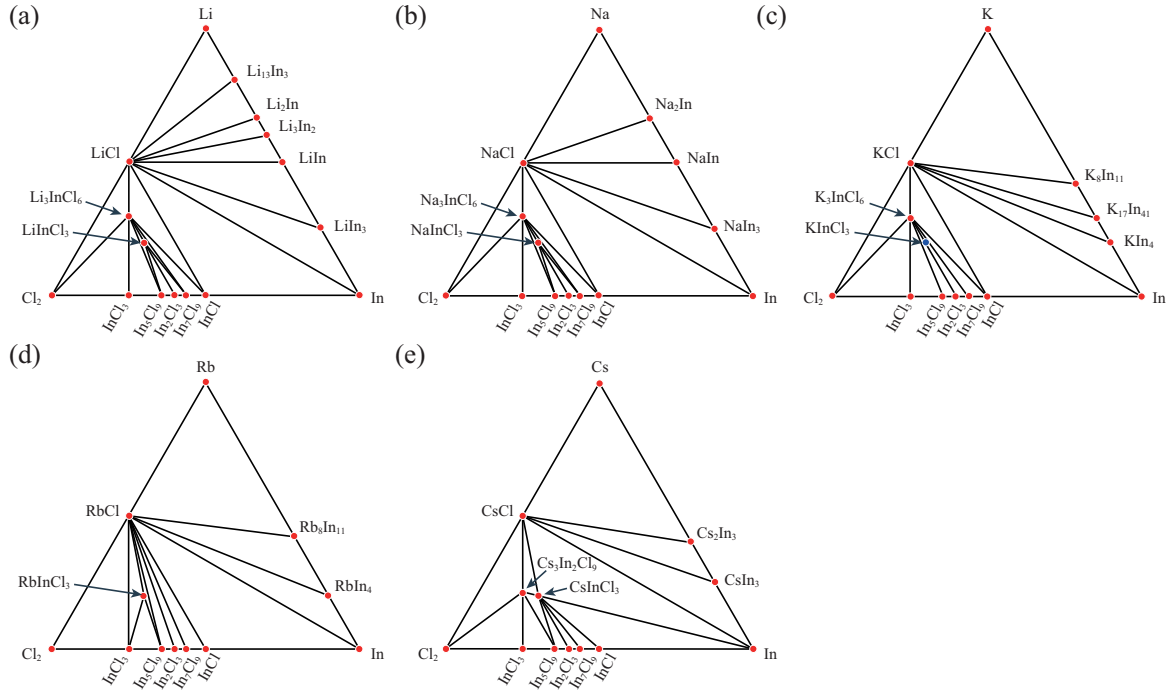 (a)
Li
Li₁₃In₃
Li₂In
Li₃In₂
LiCl
LiIn
Li₃InCl₆
LiInCl₃
LiIn₃
Cl₂
In
InCl₃
In₅Cl₉
In₂Cl₃
In₇Cl₉
InCl
(b)
Na
Na₂In
NaCl
NaIn
Na₃InCl₆
NaInCl₃
NaIn₃
Cl₂
In
InCl₃
In₅Cl₉
In₂Cl₃
In₇Cl₉
InCl
(c)
K
KCl
K₈In₁₁
K₃InCl₆
K₁₇In₄₁
KInCl₃
KIn₄
Cl₂
In
InCl₃
In₅Cl₉
In₂Cl₃
In₇Cl₉
InCl
(d)
Rb
RbCl
Rb₈In₁₁
RbInCl₃
RbIn₄
Cl₂
In
InCl₃
In₅Cl₉
In₂Cl₃
In₇Cl₉
InCl
(e)
Cs
CsCl
Cs₂In₃
Cs₃In₂Cl₉
CsInCl₃
CsIn₃
Cl₂
In
InCl₃
In₅Cl₉
In₂Cl₃
In₇Cl₉
InCl